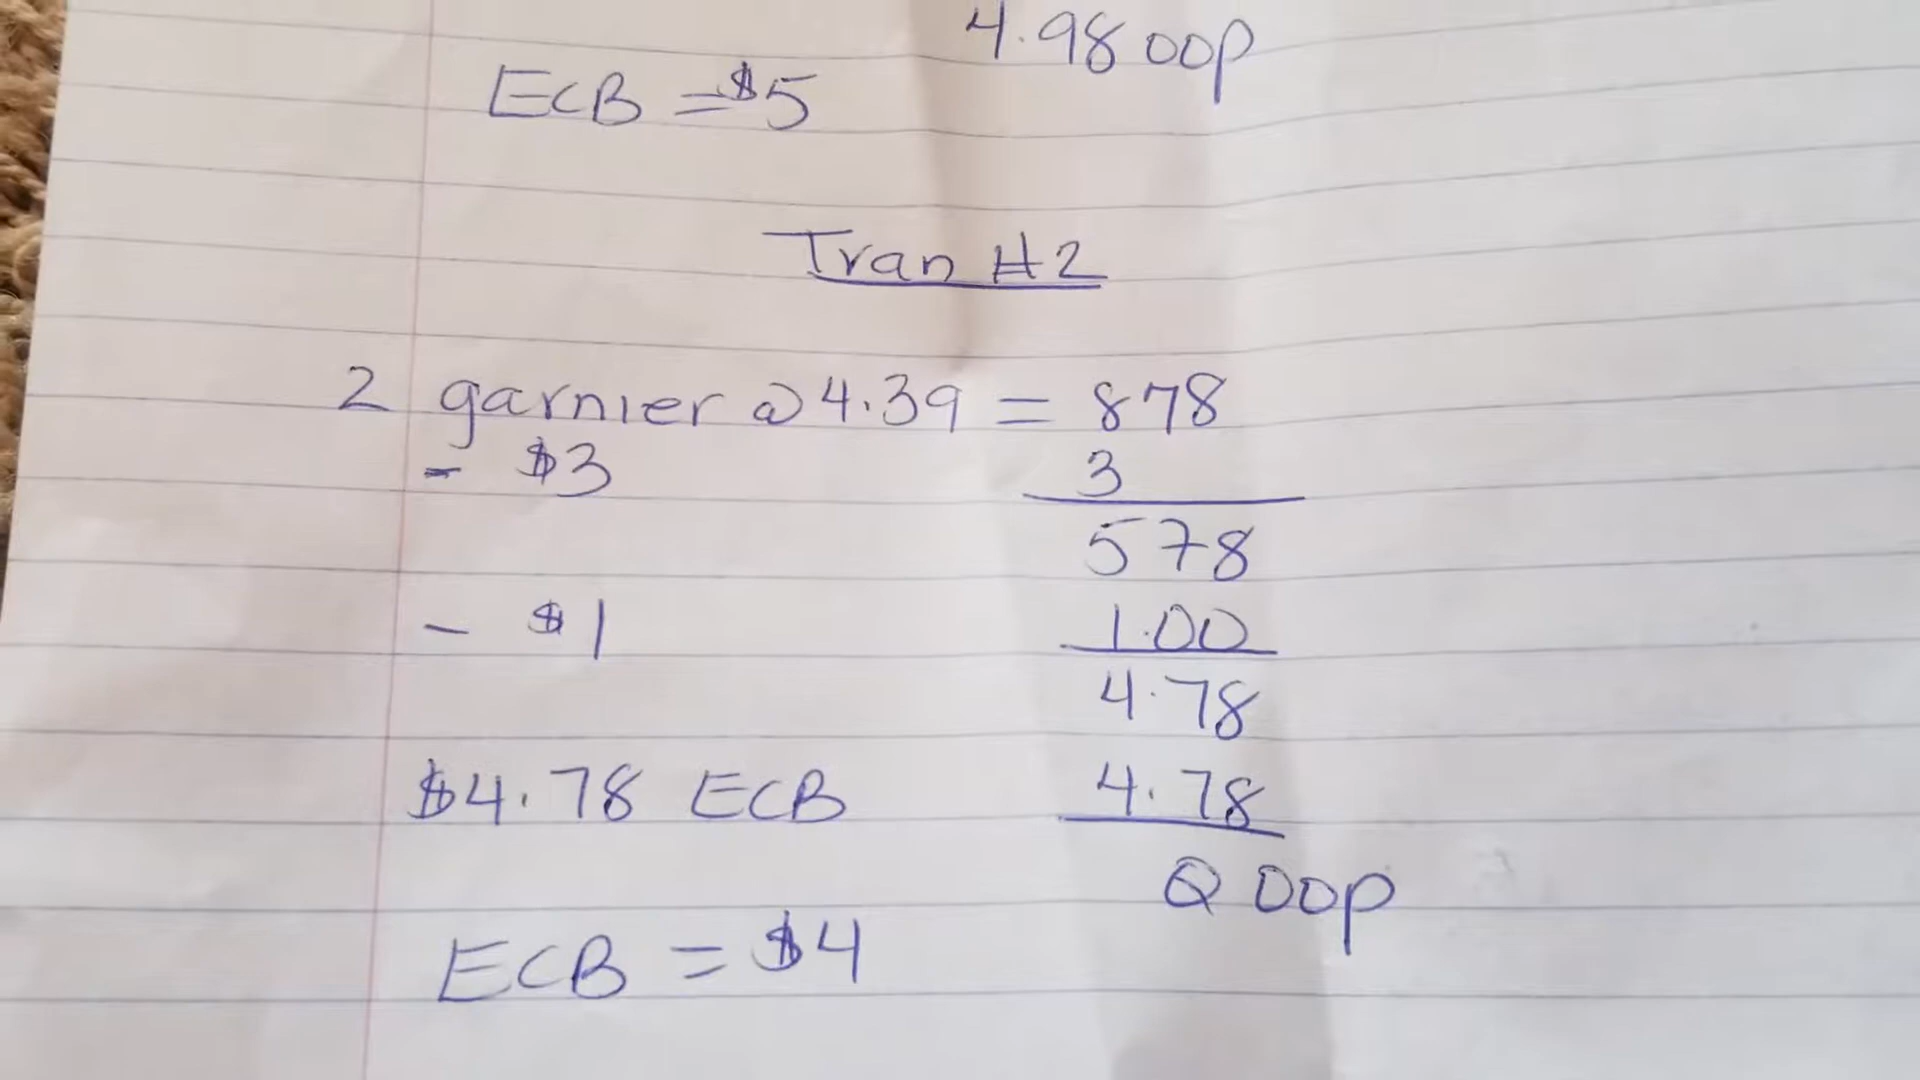 4.98 OOP
ECB = $5
Tran #2
2 garnier @ 4.39 = 878
- $3 3
578
- $1 1.00
4.78
$4.78 ECB 4.78
0 OOP
ECB = $4